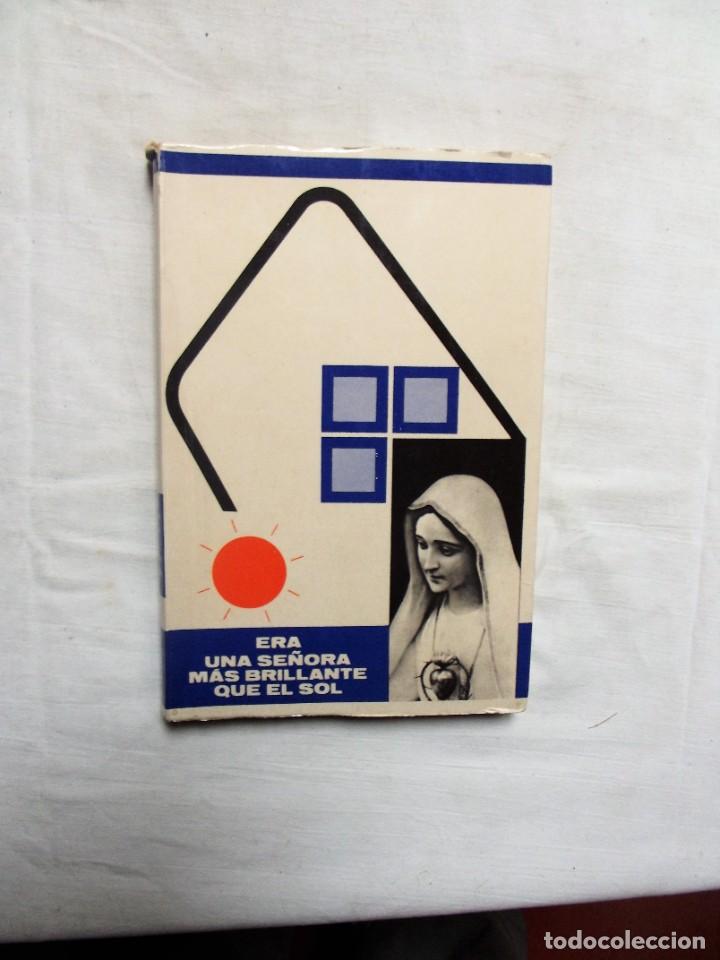 ERA
UNA SEÑORA
MÁS BRILLANTE
QUE EL SOL
todocoleccion